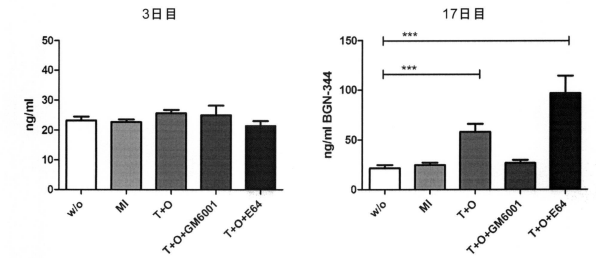 3日目
ng/ml
50
40
30
20
10
0
w/o
MI
T+O
T+O+GM6001
T+O+E64
17日目
ng/ml BGN-344
150
100
50
0
***
***
w/o
MI
T+O
T+O+GM6001
T+O+E64